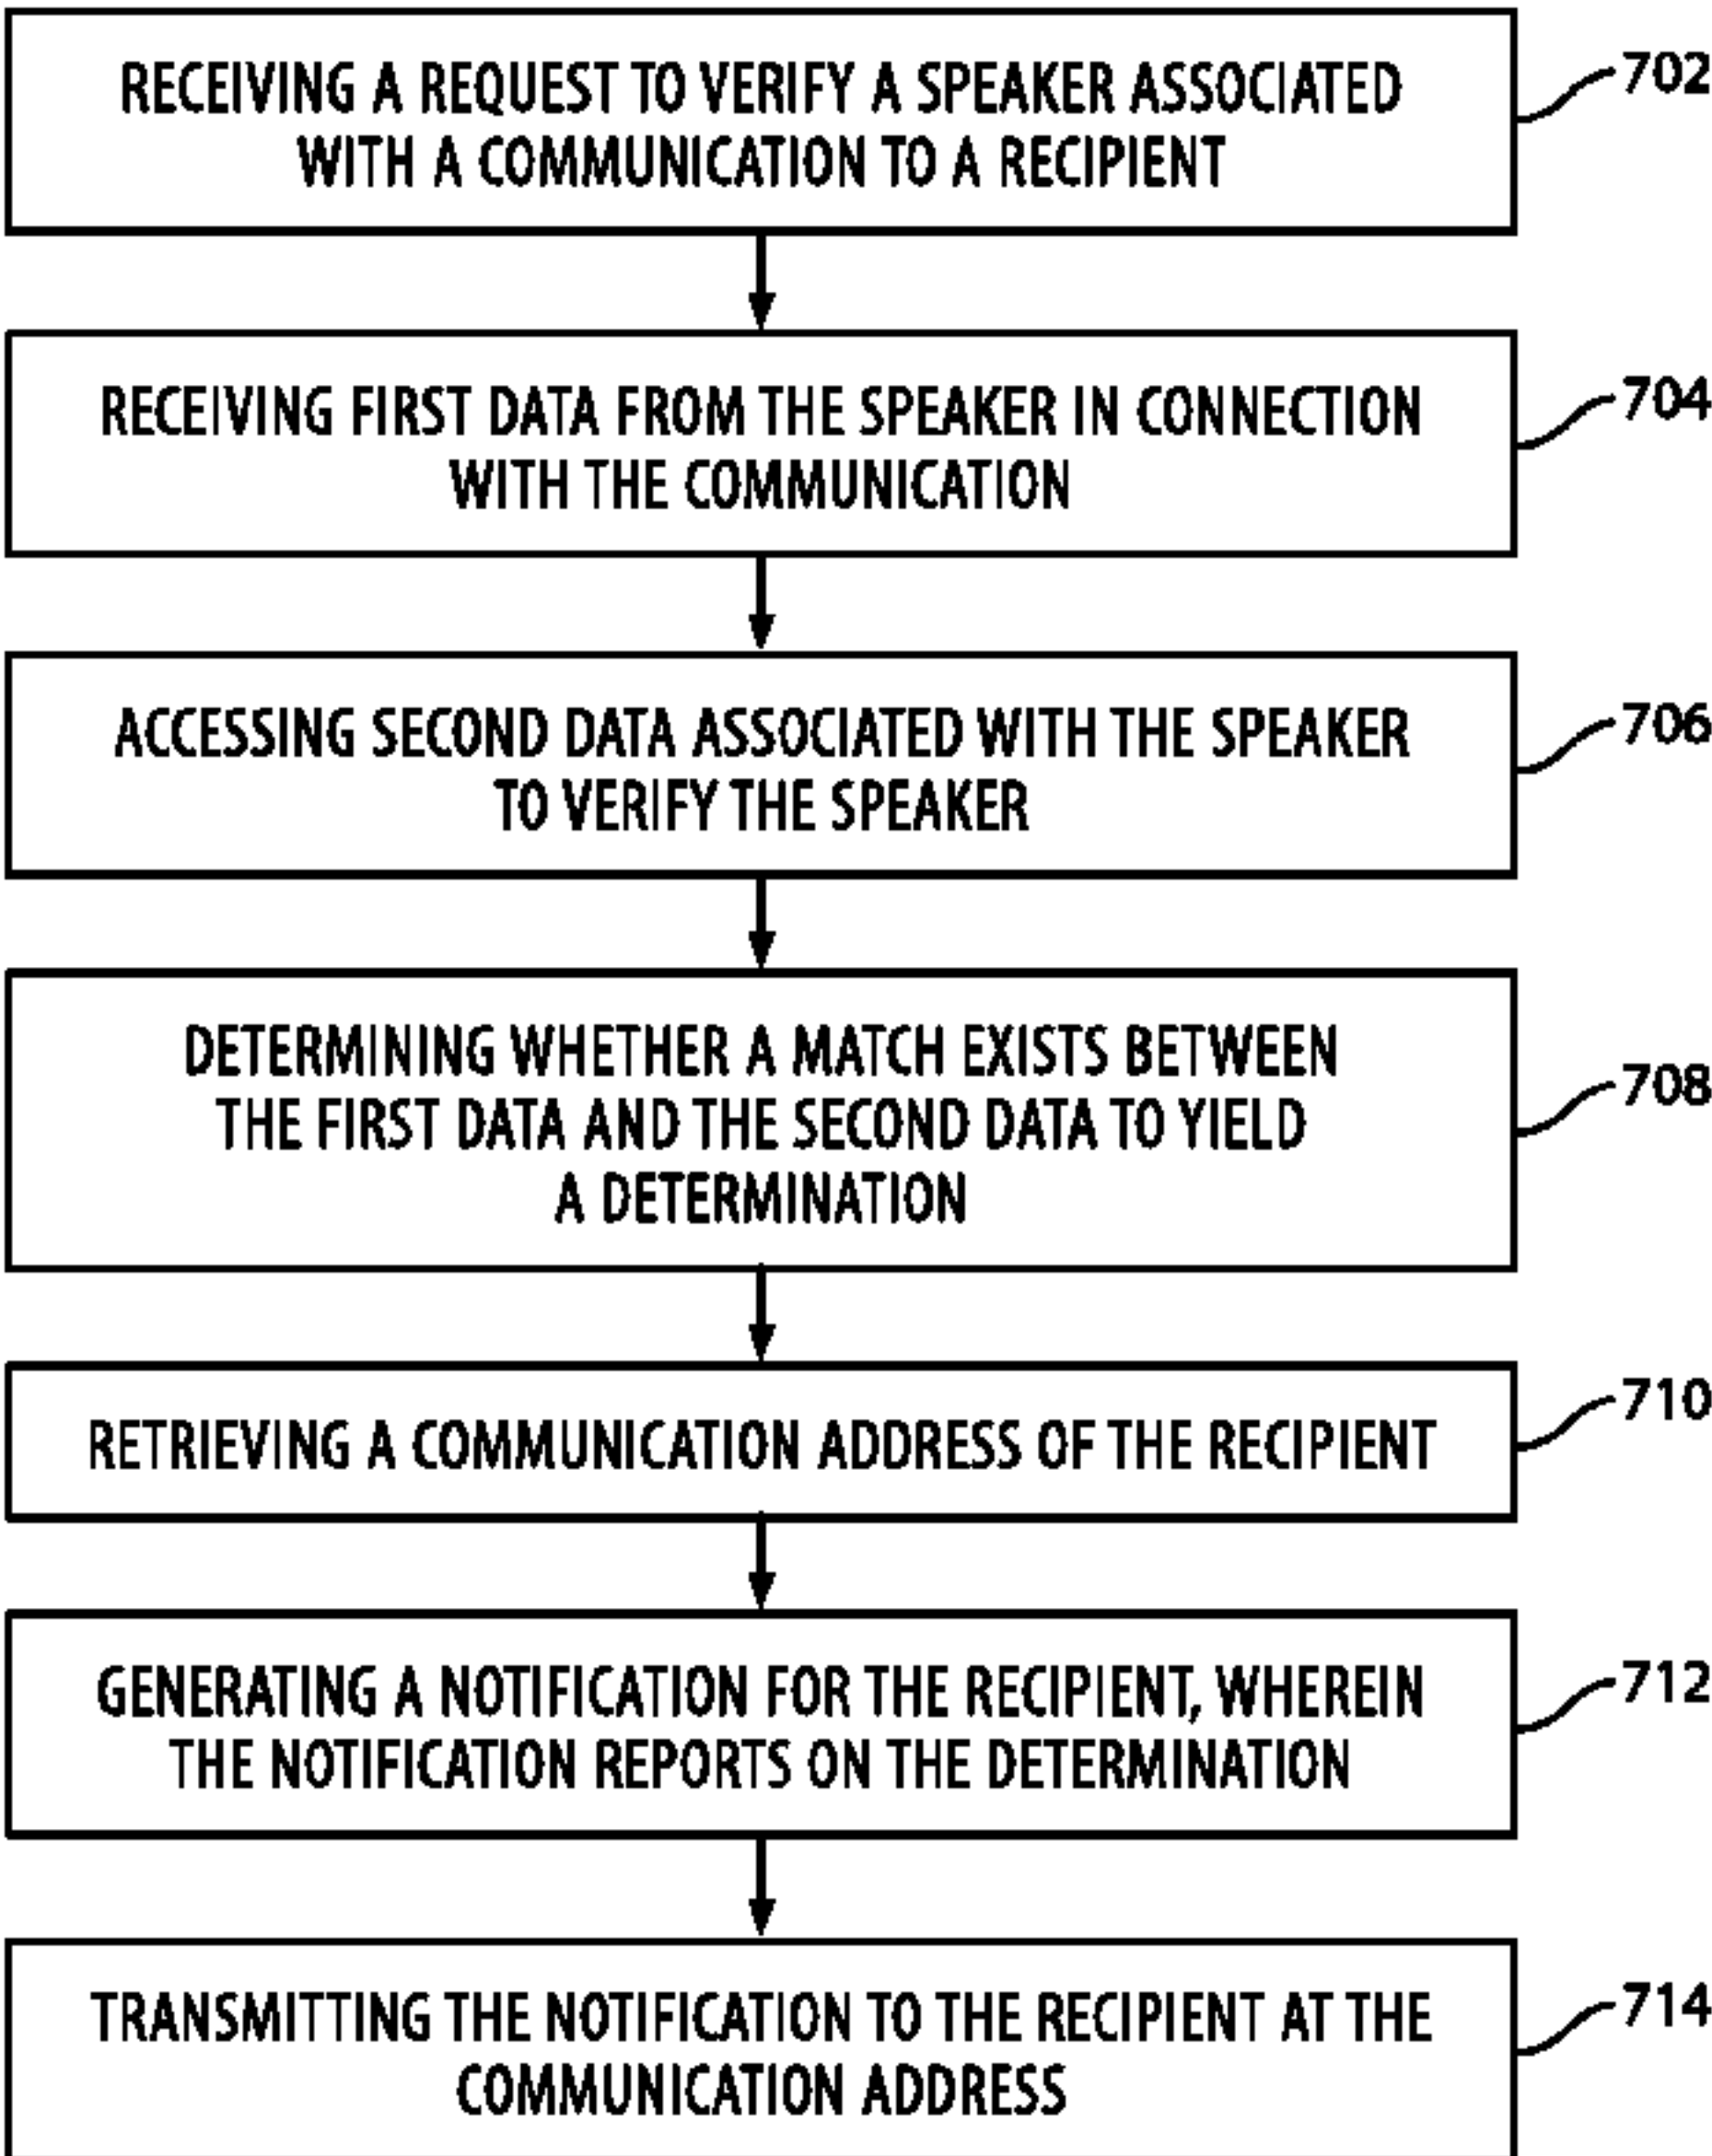 RECEIVING A REQUEST TO VERIFY A SPEAKER ASSOCIATED
WITH A COMMUNICATION TO A RECIPIENT
702
RECEIVING FIRST DATA FROM THE SPEAKER IN CONNECTION
WITH THE COMMUNICATION
704
ACCESSING SECOND DATA ASSOCIATED WITH THE SPEAKER
TO VERIFY THE SPEAKER
706
DETERMINING WHETHER A MATCH EXISTS BETWEEN
THE FIRST DATA AND THE SECOND DATA TO YIELD
A DETERMINATION
708
RETRIEVING A COMMUNICATION ADDRESS OF THE RECIPIENT
710
GENERATING A NOTIFICATION FOR THE RECIPIENT, WHEREIN
THE NOTIFICATION REPORTS ON THE DETERMINATION
712
TRANSMITTING THE NOTIFICATION TO THE RECIPIENT AT THE
COMMUNICATION ADDRESS
714